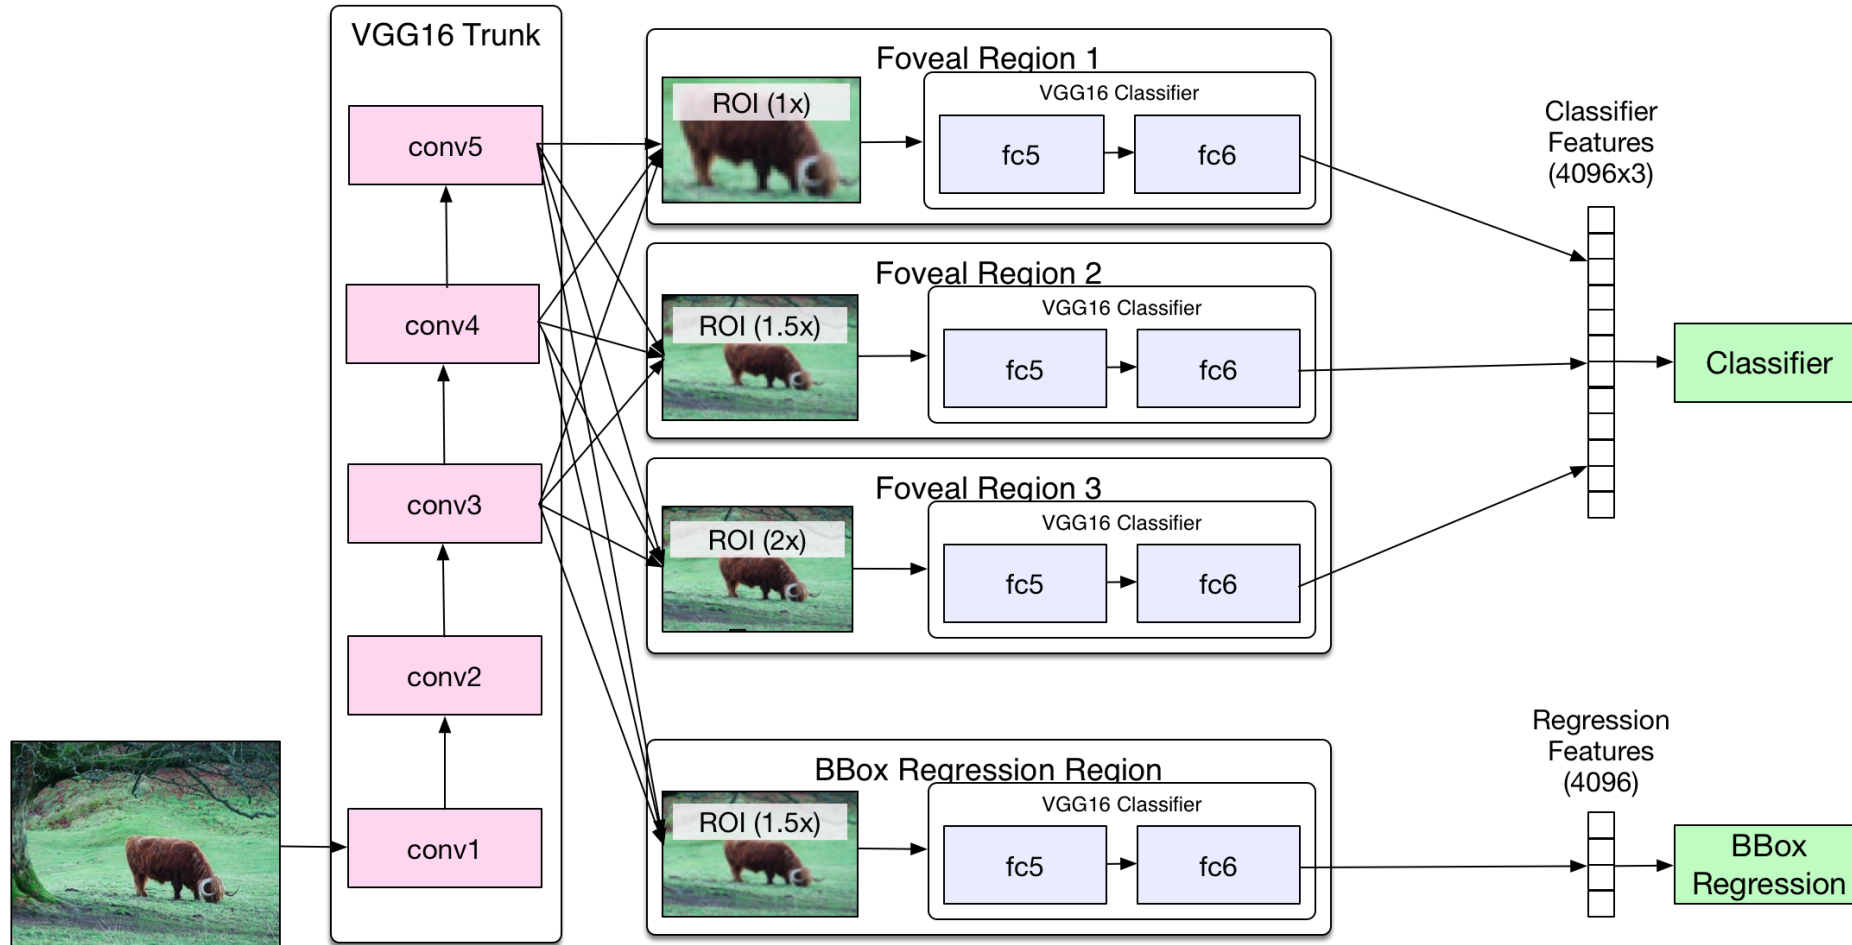 VGG16 Trunk
conv5
conv4
conv3
conv2
conv1
Foveal Region 1
ROI (1x)
VGG16 Classifier
fc5
fc6
Foveal Region 2
ROI (1.5x)
VGG16 Classifier
fc5
fc6
Foveal Region 3
ROI (2x)
VGG16 Classifier
fc5
fc6
BBox Regression Region
ROI (1.5x)
VGG16 Classifier
fc5
fc6
Classifier
Features
(4096x3)
Classifier
Regression
Features
(4096)
BBox
Regression